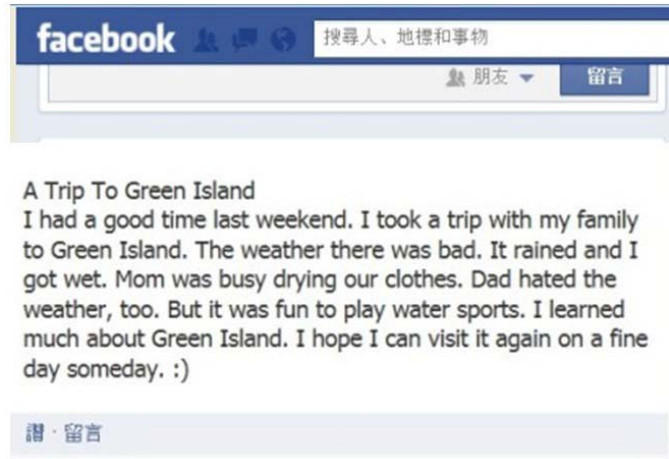 facebook 搜尋人、地標和事物
朋友 留言
A Trip To Green Island
I had a good time last weekend. I took a trip with my family
to Green Island. The weather there was bad. It rained and I
got wet. Mom was busy drying our clothes. Dad hated the
weather, too. But it was fun to play water sports. I learned
much about Green Island. I hope I can visit it again on a fine
day someday. :)
讚 · 留言